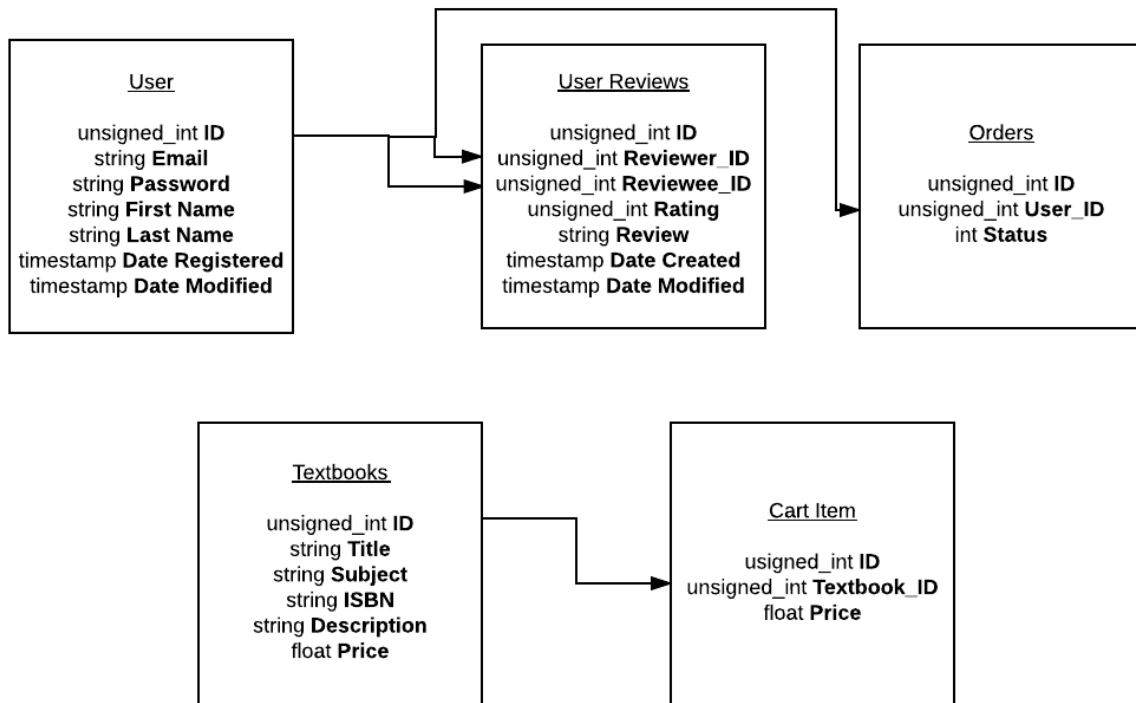 User
unsigned_int ID
string Email
string Password
string First Name
string Last Name
timestamp Date Registered
timestamp Date Modified
User Reviews
unsigned_int ID
unsigned_int Reviewer_ID
unsigned_int Reviewee_ID
unsigned_int Rating
string Review
timestamp Date Created
timestamp Date Modified
Orders
unsigned_int ID
unsigned_int User_ID
int Status
Textbooks
unsigned_int ID
string Title
string Subject
string ISBN
string Description
float Price
Cart Item
usigned_int ID
unsigned_int Textbook_ID
float Price